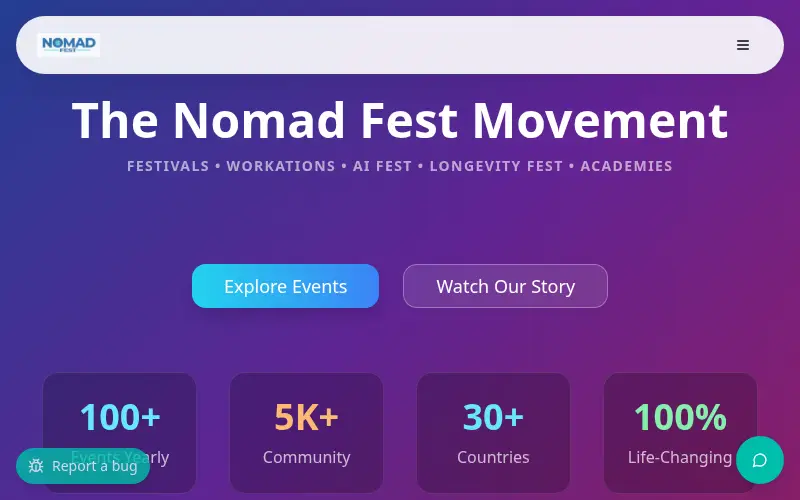 NOMAD
FEST
The Nomad Fest Movement
FESTIVALS • WORKATIONS • AI FEST • LONGEVITY FEST • ACADEMIES
Explore Events
Watch Our Story
100+
5K+
30+
100%
Events Yearly
Community
Countries
Life-Changing
Report a bug